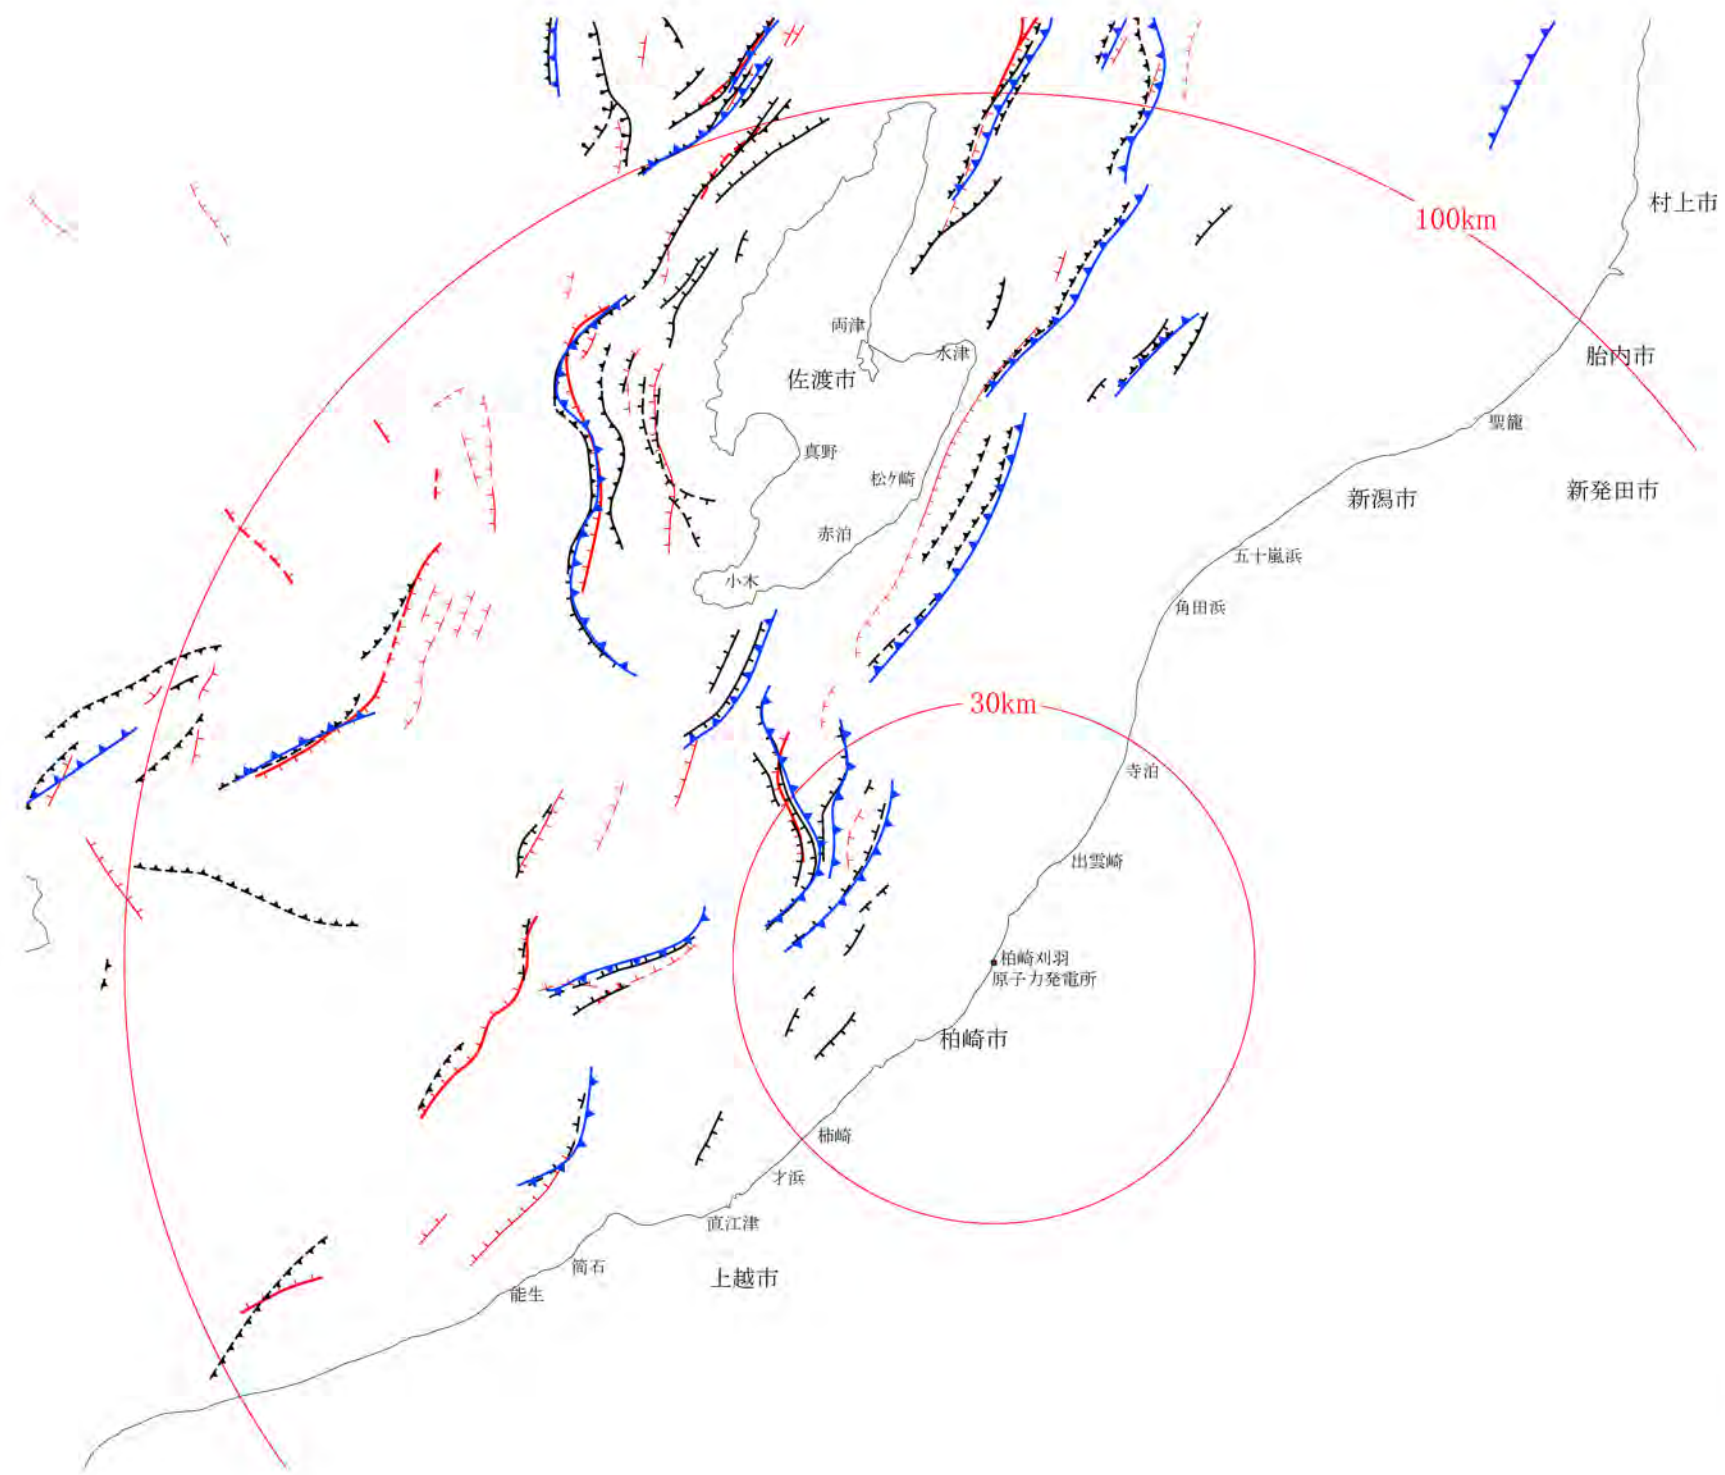 村上市
100km
両津
水津
胎内市
佐渡市
聖籠
真野
松ケ崎
新発田市
新潟市
赤泊
五十嵐浜
小木
角田浜
30km
寺泊
出雲崎
柏崎刈羽
原子力発電所
柏崎市
柿崎
才浜
直江津
筒石
上越市
能生